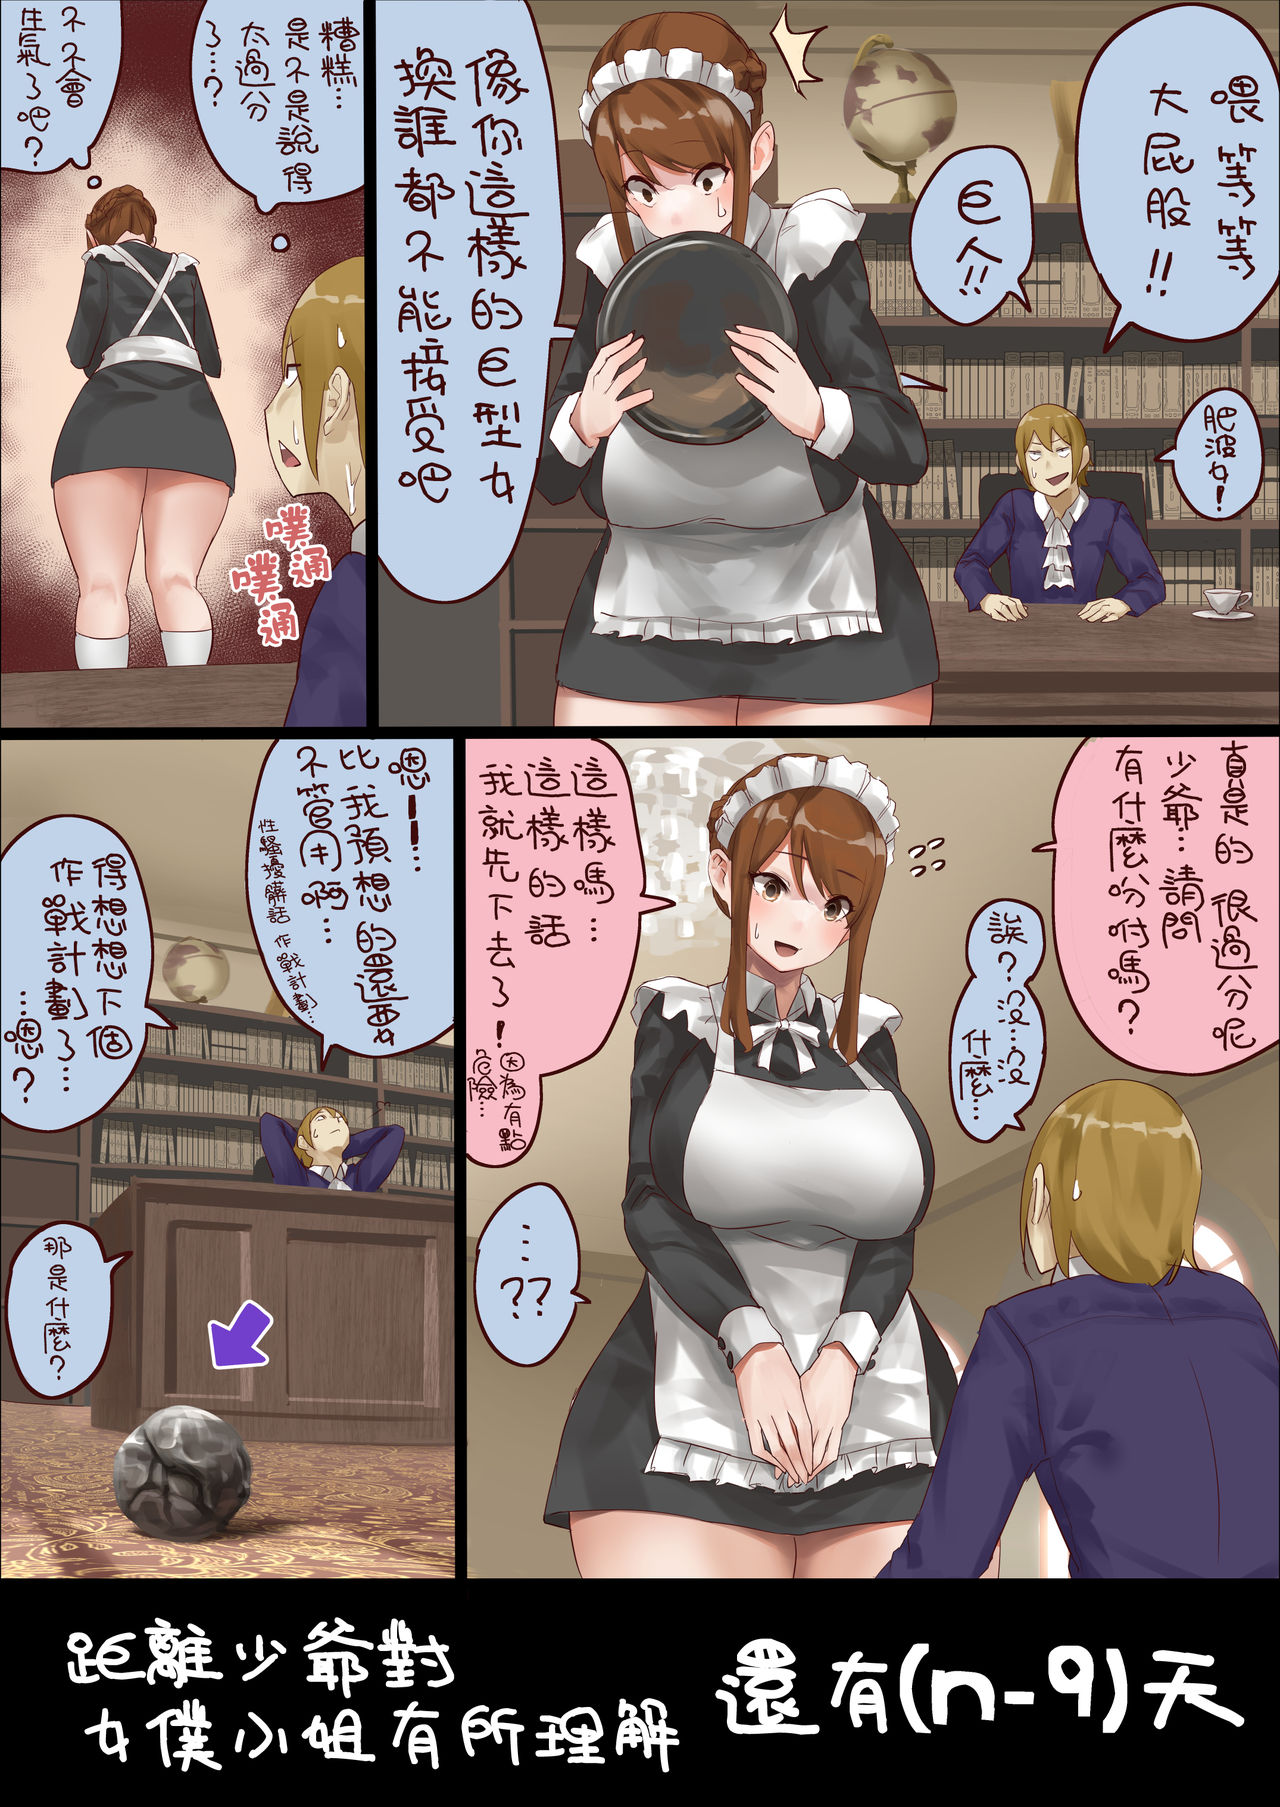 喂 等等
大屁股!!
巨人!!
肥波女!
像你這樣的巨型女
換誰都不能接受吧
糟糕…
是不是說得
太過分
了…?
不不會
生氣了吧?
噗通
噗通
真是的 很過分呢
少爺… 請問
有什麼吩咐嗎?
誒? 沒…沒
什麼…
這樣嗎…
這樣的話
我就先下去了!
因為有點
危險…
…??
嗯ーー…
比我預想的還要
不管用啊…
性騷擾髒話 作戰計劃…
得想想下個
作戰計劃了…
…嗯?
那是什麼?
距離少爺對
女僕小姐有所理解
還有(n-9)天